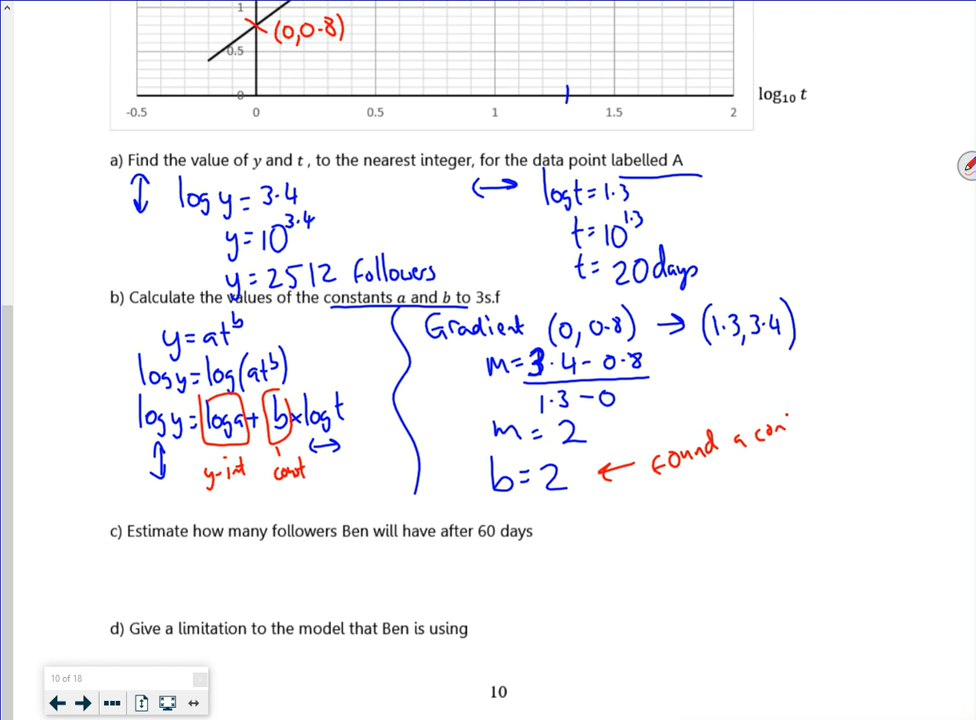 1
(0,0.8)
0.5
0
log₁₀ t
-0.5 0 0.5 1 1.5 2
a) Find the value of y and t , to the nearest integer, for the data point labelled A
↕ log y = 3.4
y = 10^3.4
y = 2512 followers
↔ log t = 1.3
t = 10^1.3
t = 20 days
b) Calculate the values of the constants a and b to 3s.f
y = at^b
log y = log(at^b)
log y = log a + b × log t
↕ y-int const ↔
Gradient (0, 0.8) → (1.3, 3.4)
m = 3.4 - 0.8
1.3 - 0
m = 2
b = 2 ← found a con
c) Estimate how many followers Ben will have after 60 days
d) Give a limitation to the model that Ben is using
10 of 18
10